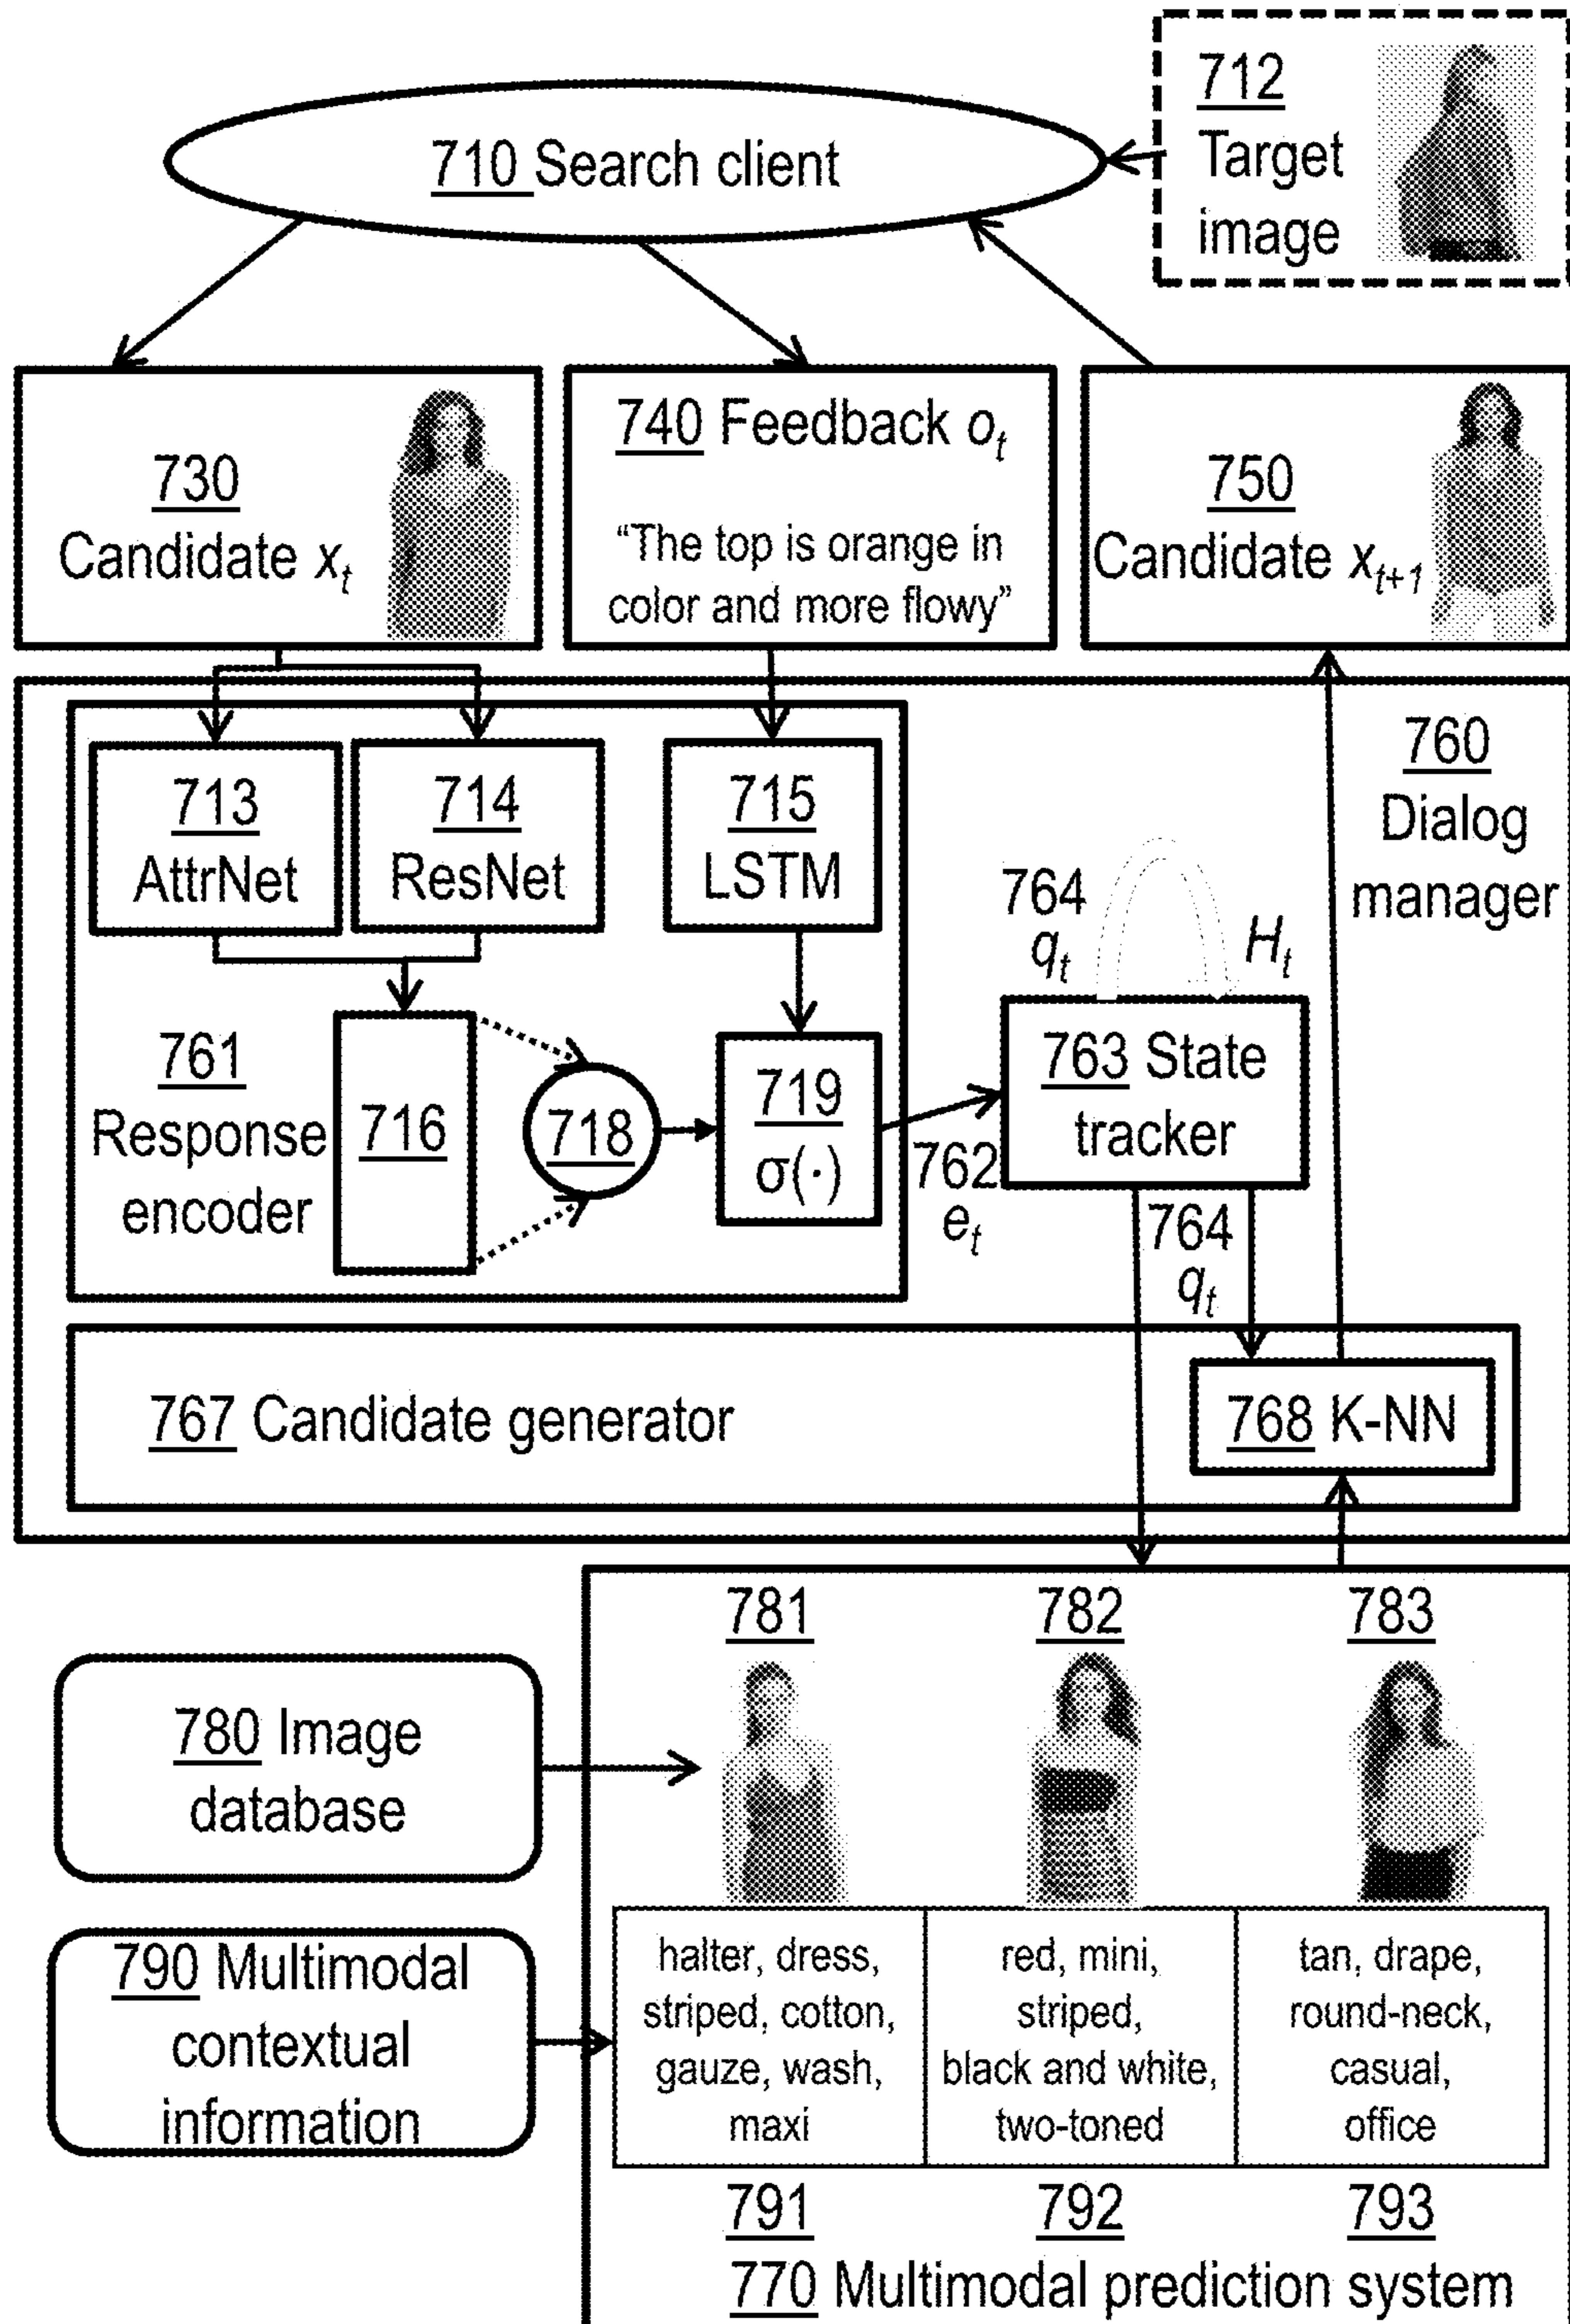 712
Target
image
710 Search client
730
Candidate xt
740 Feedback ot
“The top is orange in
color and more flowy”
750
Candidate xt+1
713
AttrNet
714
ResNet
715
LSTM
760
Dialog
manager
764
qt
Ht
761
Response
encoder
716
718
719
σ(·)
762
et
763 State
tracker
764
qt
767 Candidate generator
768 K-NN
781
782
783
780 Image
database
790 Multimodal
contextual
information
halter, dress,
striped, cotton,
gauze, wash,
maxi
red, mini,
striped,
black and white,
two-toned
tan, drape,
round-neck,
casual,
office
791
792
793
770 Multimodal prediction system